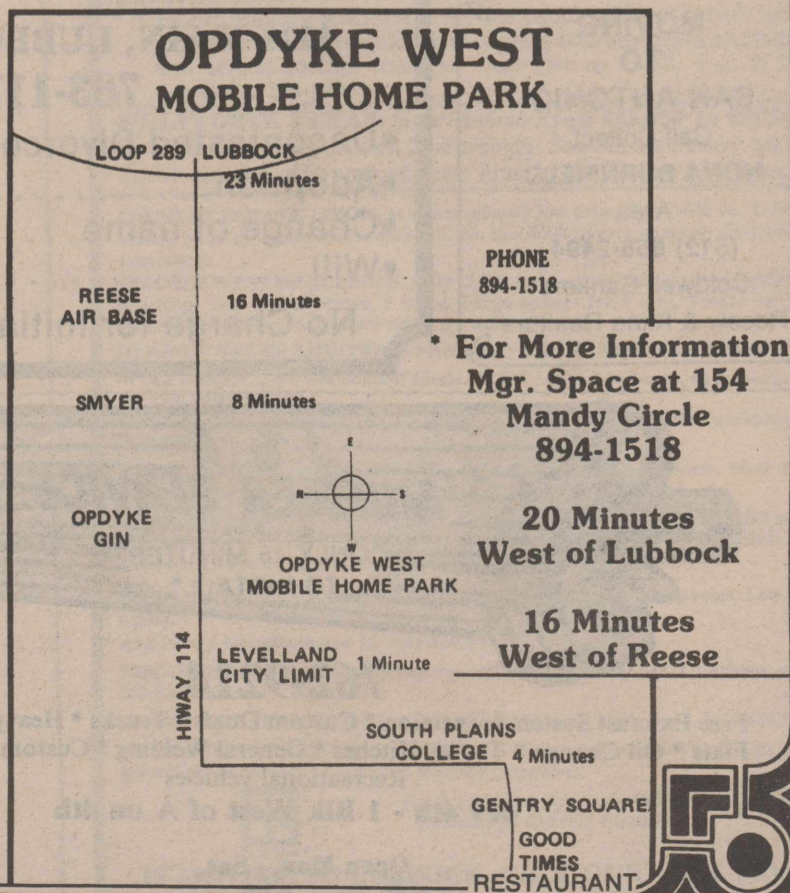 OPDYKE WEST
MOBILE HOME PARK
LOOP 289 LUBBOCK
23 Minutes
PHONE
894-1518
REESE
AIR BASE
16 Minutes
* For More Information
Mgr. Space at 154
Mandy Circle
894-1518
SMYER
8 Minutes
E
N
S
W
OPDYKE
GIN
OPDYKE WEST
MOBILE HOME PARK
20 Minutes
West of Lubbock
16 Minutes
West of Reese
HIWAY 114
LEVELLAND
CITY LIMIT
1 Minute
SOUTH PLAINS
COLLEGE
4 Minutes
GENTRY SQUARE
GOOD
TIMES
RESTAURANT